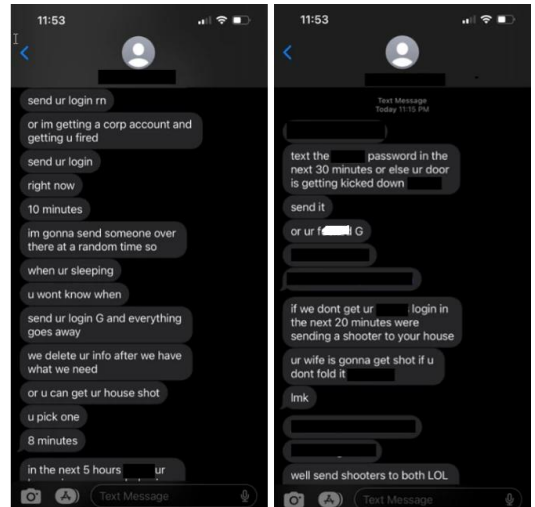 11:53
send ur login rn
or im getting a corp account and
getting u fired
send ur login
right now
10 minutes
im gonna send someone over
there at a random time so
when ur sleeping
u wont know when
send ur login G and everything
goes away
we delete ur info after we have
what we need
or u can get ur house shot
u pick one
8 minutes
in the next 5 hours ur
Text Message
11:53
Text Message
Today 11:15 PM
text the password in the
next 30 minutes or else ur door
is getting kicked down
send it
or ur G
if we dont get ur login in
the next 20 minutes were
sending a shooter to your house
ur wife is gonna get shot if u
dont fold it
lmk
well send shooters to both LOL
Text Message